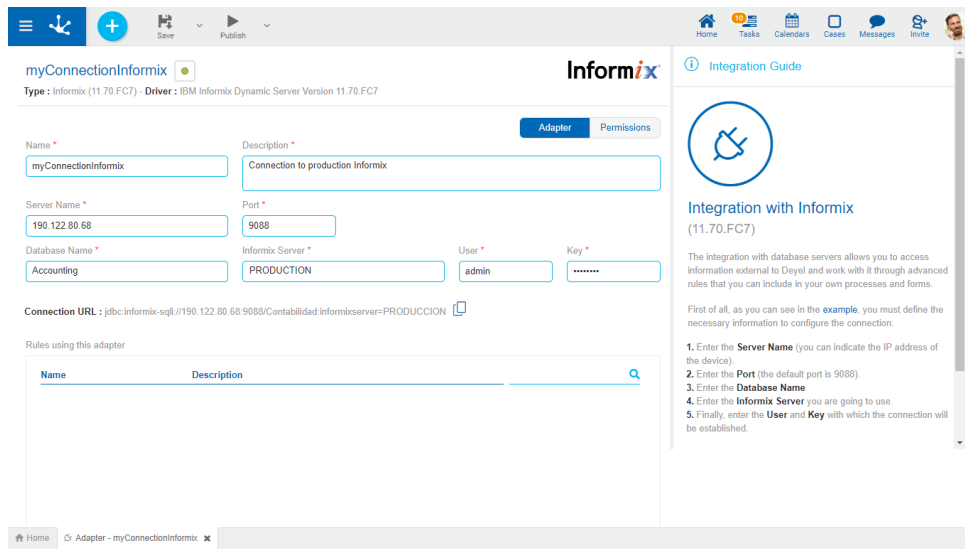 Save
Publish
Home
10
Tasks
Calendars
Cases
Messages
Invite
myConnectionInformix
Informix
Type : Informix (11.70.FC7) - Driver : IBM Informix Dynamic Server Version 11.70.FC7
Adapter
Permissions
Name *
Description *
myConnectionInformix
Connection to production Informix
Server Name *
Port *
190.122.80.68
9088
Database Name *
Informix Server *
User *
Key *
Accounting
PRODUCTION
admin
••••••••
Connection URL : jdbc:informix-sqli://190.122.80.68:9088/Contabilidad:informixserver=PRODUCCION
Rules using this adapter
Name
Description
Integration Guide
Integration with Informix
(11.70.FC7)
The integration with database servers allows you to access
information external to Deyel and work with it through advanced
rules that you can include in your own processes and forms.
First of all, as you can see in the example, you must define the
necessary information to configure the connection:
1. Enter the Server Name (you can indicate the IP address of
the device).
2. Enter the Port (the default port is 9088).
3. Enter the Database Name.
4. Enter the Informix Server you are going to use.
5. Finally, enter the User and Key with which the connection will
be established.
Home
Adapter - myConnectionInformix